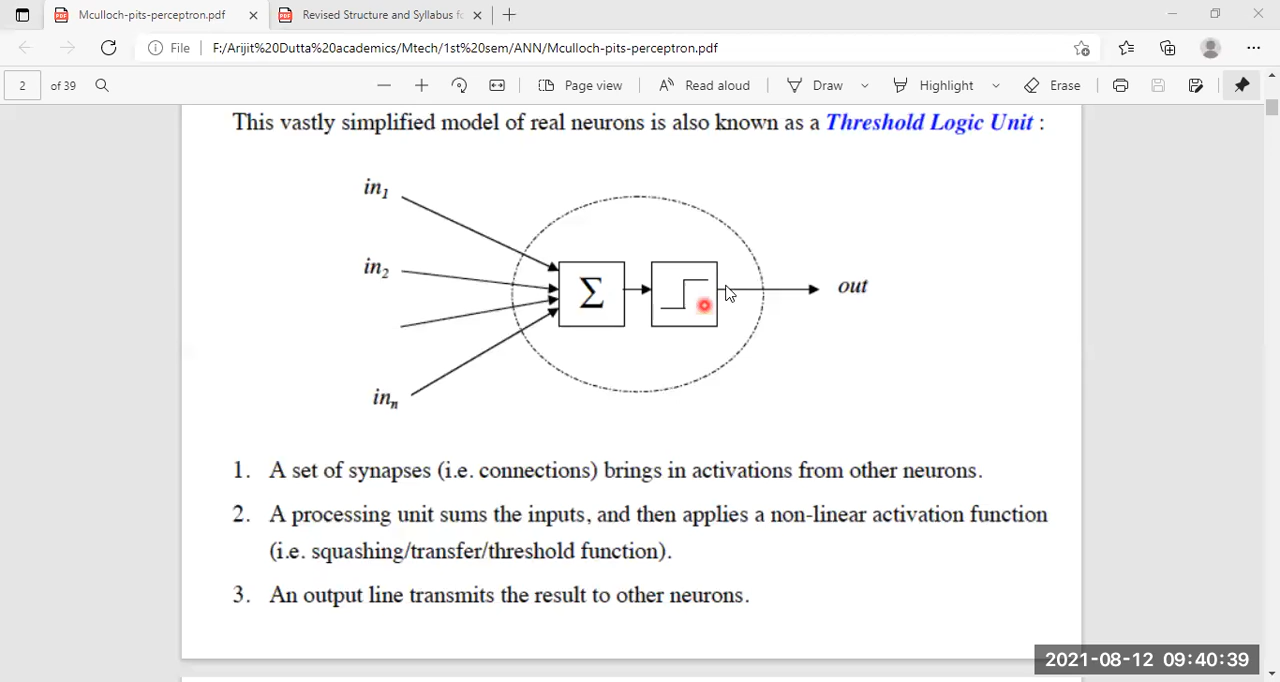 Mcculloch-pits-perceptron.pdf
Revised Structure and Syllabus f
File
F:/Arijit%20Dutta%20academics/Mtech/1st%20sem/ANN/Mculloch-pits-perceptron.pdf
2 of 39
Page view
Read aloud
Draw
Highlight
Erase
This vastly simplified model of real neurons is also known as a Threshold Logic Unit :
in1
in2
Σ
out
inn
1. A set of synapses (i.e. connections) brings in activations from other neurons.
2. A processing unit sums the inputs, and then applies a non-linear activation function
(i.e. squashing/transfer/threshold function).
3. An output line transmits the result to other neurons.
2021-08-12 09:40:39